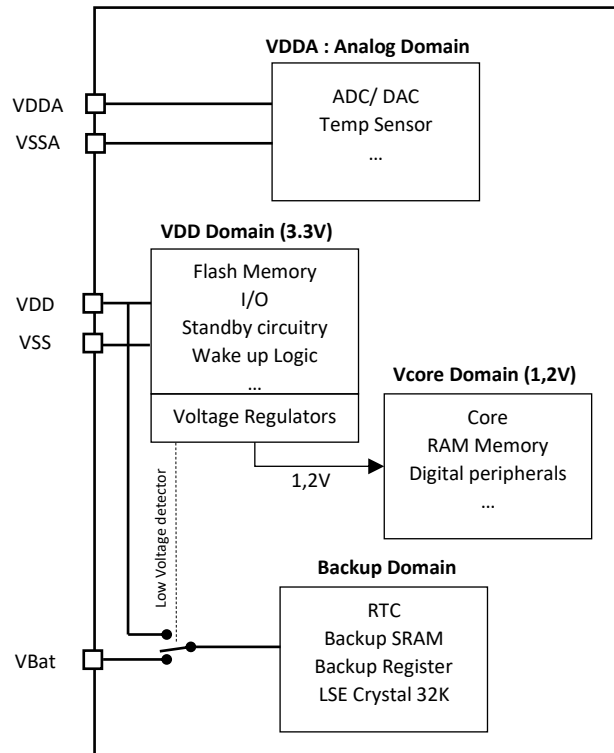 VDDA : Analog Domain
VDDA
VSSA
ADC/ DAC
Temp Sensor
...
VDD Domain (3.3V)
VDD
VSS
Flash Memory
I/O
Standby circuitry
Wake up Logic
...
Voltage Regulators
Vcore Domain (1,2V)
Core
RAM Memory
Digital peripherals
...
1,2V
Low Voltage detector
Backup Domain
VBat
RTC
Backup SRAM
Backup Register
LSE Crystal 32K